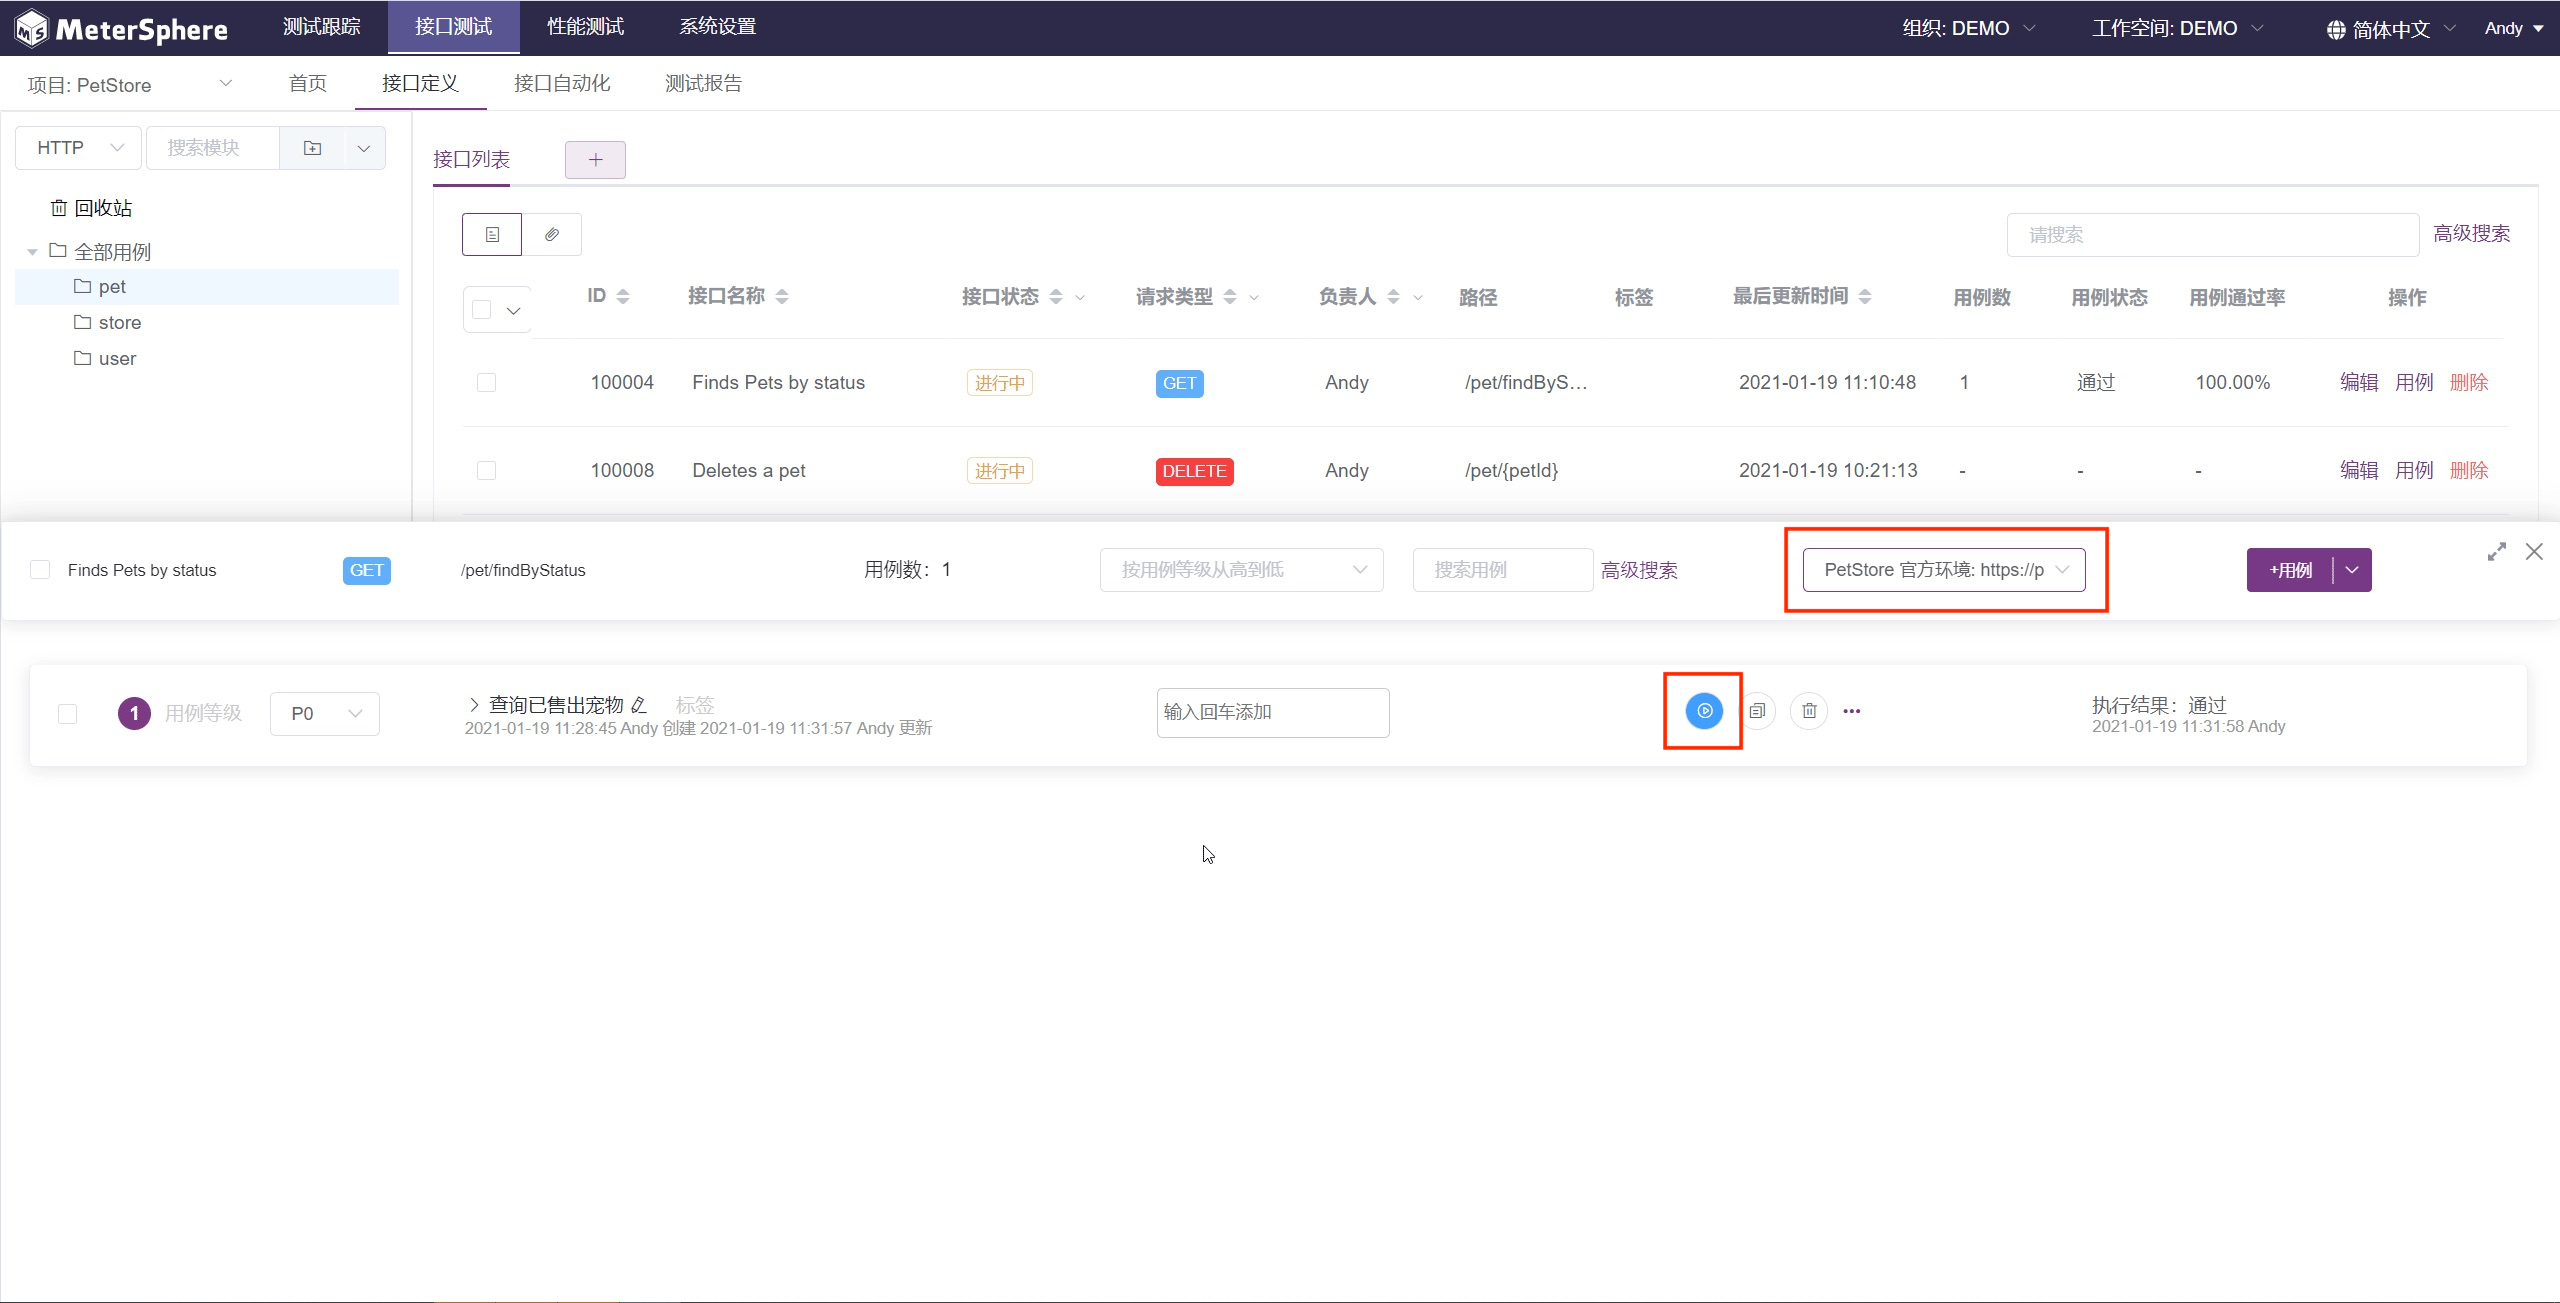 MeterSphere 测试跟踪 接口测试 性能测试 系统设置 组织: DEMO 工作空间: DEMO 简体中文 Andy
项目: PetStore 首页 接口定义 接口自动化 测试报告
HTTP 搜索模块
回收站
全部用例
pet
store
user
接口列表 +
请搜索 高级搜索
ID 接口名称 接口状态 请求类型 负责人 路径 标签 最后更新时间 用例数 用例状态 用例通过率 操作
100004 Finds Pets by status 进行中 GET Andy /pet/findByS... 2021-01-19 11:10:48 1 通过 100.00% 编辑 用例 删除
100008 Deletes a pet 进行中 DELETE Andy /pet/{petId} 2021-01-19 10:21:13 - - - 编辑 用例 删除
Finds Pets by status GET /pet/findByStatus 用例数：1 按用例等级从高到低 搜索用例 高级搜索 PetStore 官方环境: https://p +用例
1 用例等级 P0 查询已售出宠物 标签 输入回车添加 执行结果：通过
2021-01-19 11:28:45 Andy 创建 2021-01-19 11:31:57 Andy 更新 2021-01-19 11:31:58 Andy